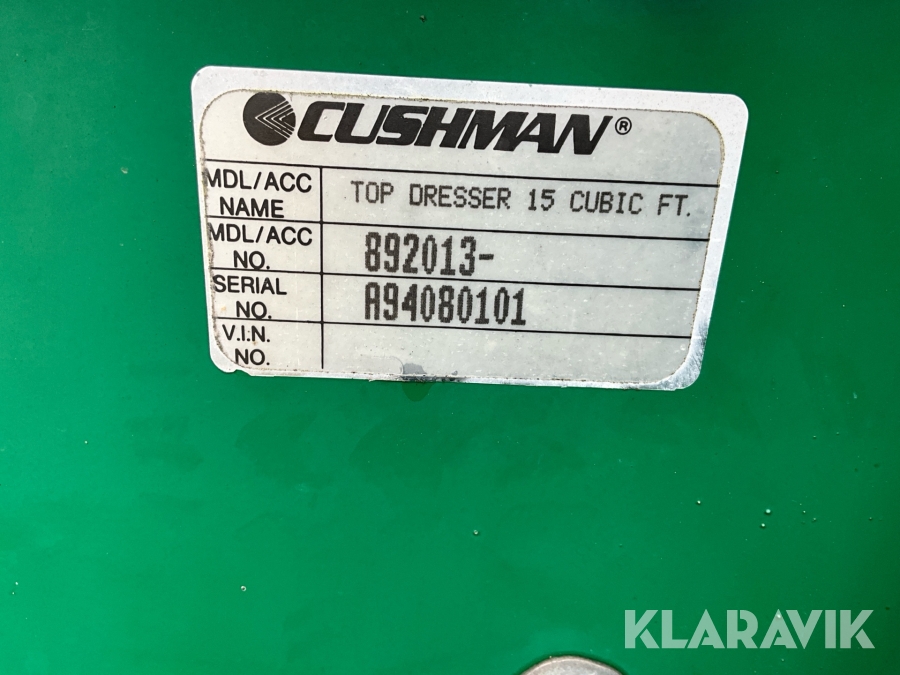 CUSHMAN®
MDL/ACC NAME TOP DRESSER 15 CUBIC FT.
MDL/ACC NO. 892013-
SERIAL NO. A94080101
V.I.N. NO.
KLARAVIK